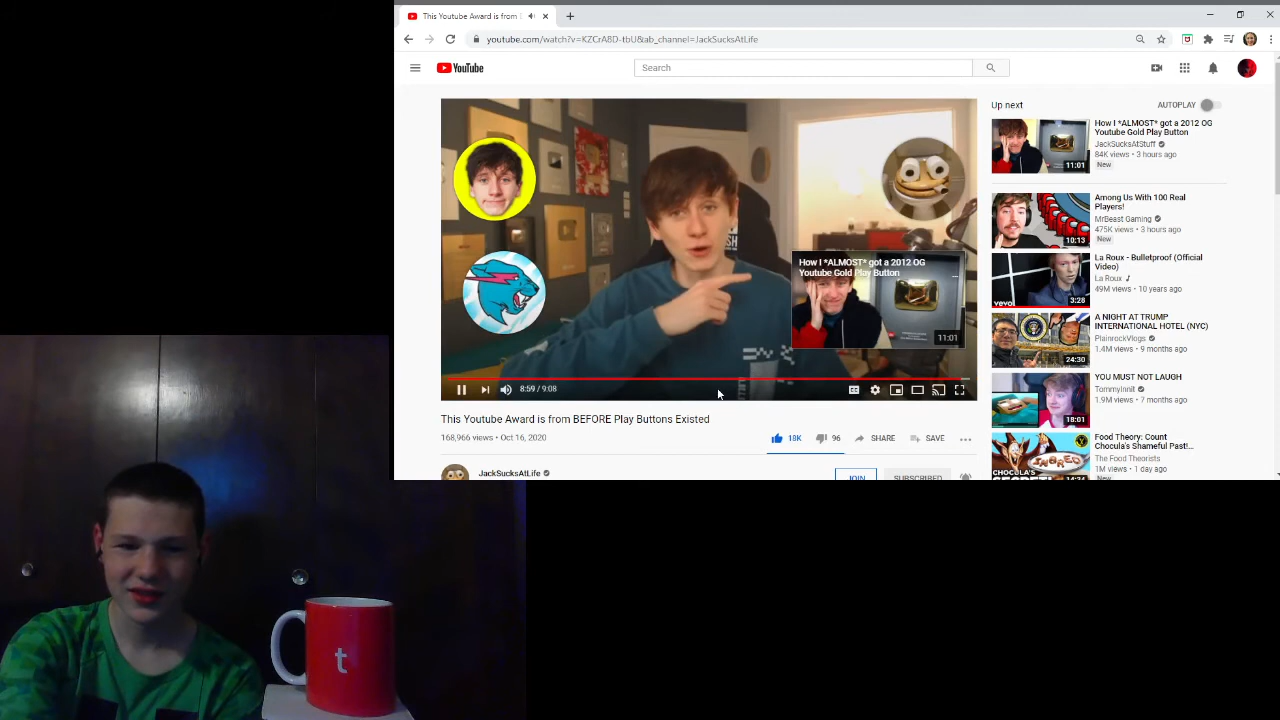 This Youtube Award is from
youtube.com/watch?v=KZCrA8D-tbU&ab_channel=JackSucksAtLife
YouTube
Search
How I *ALMOST* got a 2012 OG
Youtube Gold Play Button
11:01
8:59 / 9:08
CC
This Youtube Award is from BEFORE Play Buttons Existed
168,966 views • Oct 16, 2020
18K
96
SHARE
SAVE
JackSucksAtLife
JOIN
SUBSCRIBED
Up next
AUTOPLAY
11:01
How I *ALMOST* got a 2012 OG
Youtube Gold Play Button
JackSucksAtStuff
84K views • 3 hours ago
New
10:13
Among Us With 100 Real
Players!
MrBeast Gaming
475K views • 3 hours ago
New
vevo
3:28
La Roux - Bulletproof (Official
Video)
La Roux
49M views • 10 years ago
24:30
A NIGHT AT TRUMP
INTERNATIONAL HOTEL (NYC)
PlainrockVlogs
1.4M views • 9 months ago
18:01
YOU MUST NOT LAUGH
TommyInnit
1.9M views • 7 months ago
14:24
Food Theory: Count
Chocula's Shameful Past!...
The Food Theorists
1M views • 1 day ago
New
t